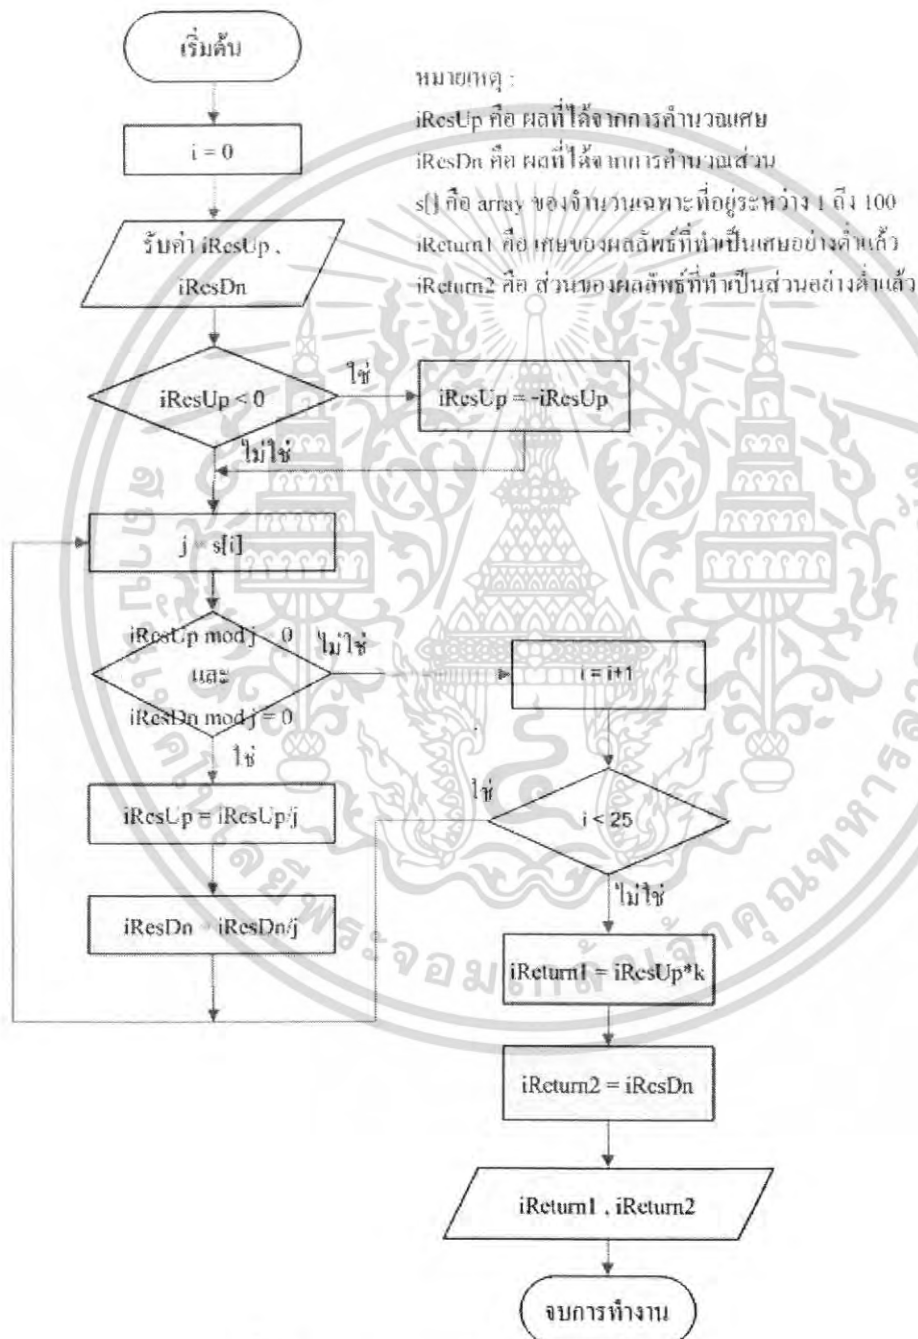 เริ่มต้น
หมายเหตุ :
iResUp คือ ผลที่ได้จากการคำนวณเศษ
iResDn คือ ผลที่ได้จากการคำนวณส่วน
s[] คือ array ของจำนวนเฉพาะที่อยู่ระหว่าง 1 ถึง 100
iReturn1 คือ เศษของผลลัพธ์ที่ทำเป็นเศษอย่างต่ำแล้ว
iReturn2 คือ ส่วนของผลลัพธ์ที่ทำเป็นส่วนอย่างต่ำแล้ว
i = 0
รับค่า iResUp ,
iResDn
iResUp < 0
ใช่
iResUp = -iResUp
ไม่ใช่
j = s[i]
iResUp mod j = 0
และ
iResDn mod j = 0
ไม่ใช่
i = i+1
ใช่
iResUp = iResUp/j
ใช่
i < 25
ไม่ใช่
iResDn = iResDn/j
iReturn1 = iResUp*k
iReturn2 = iResDn
iReturn1 , iReturn2
จบการทำงาน